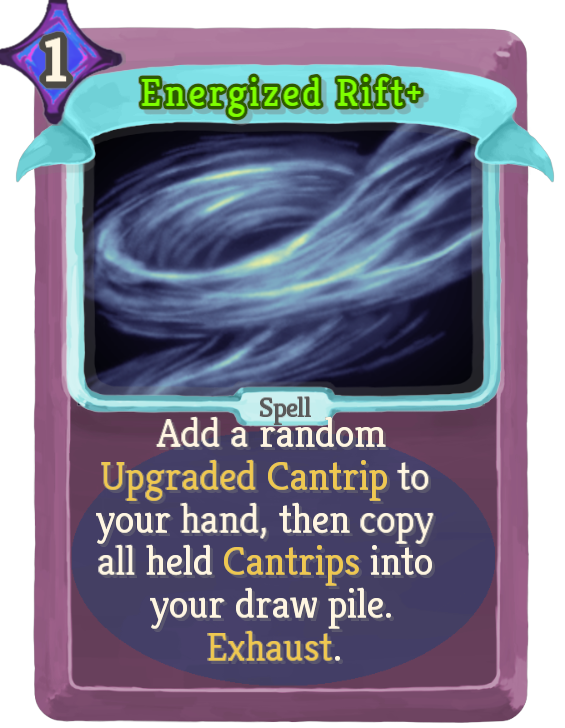 1
Energized Rift+
Spell
Add a random
Upgraded Cantrip to
your hand, then copy
all held Cantrips into
your draw pile.
Exhaust.